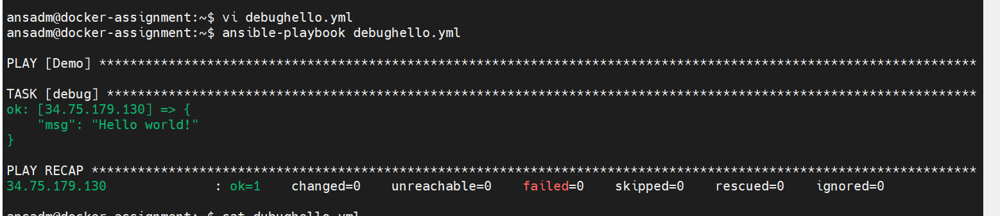 ansadm@docker-assignment:~$ vi debughello.yml
ansadm@docker-assignment:~$ ansible-playbook debughello.yml
PLAY [Demo] ******************************************************************************************************************
TASK [debug] *****************************************************************************************************************
ok: [34.75.179.130] => {
    "msg": "Hello world!"
}
PLAY RECAP *******************************************************************************************************************
34.75.179.130              : ok=1    changed=0    unreachable=0    failed=0    skipped=0    rescued=0    ignored=0
ansadm@docker-assignment:~$ cat dubughello.yml